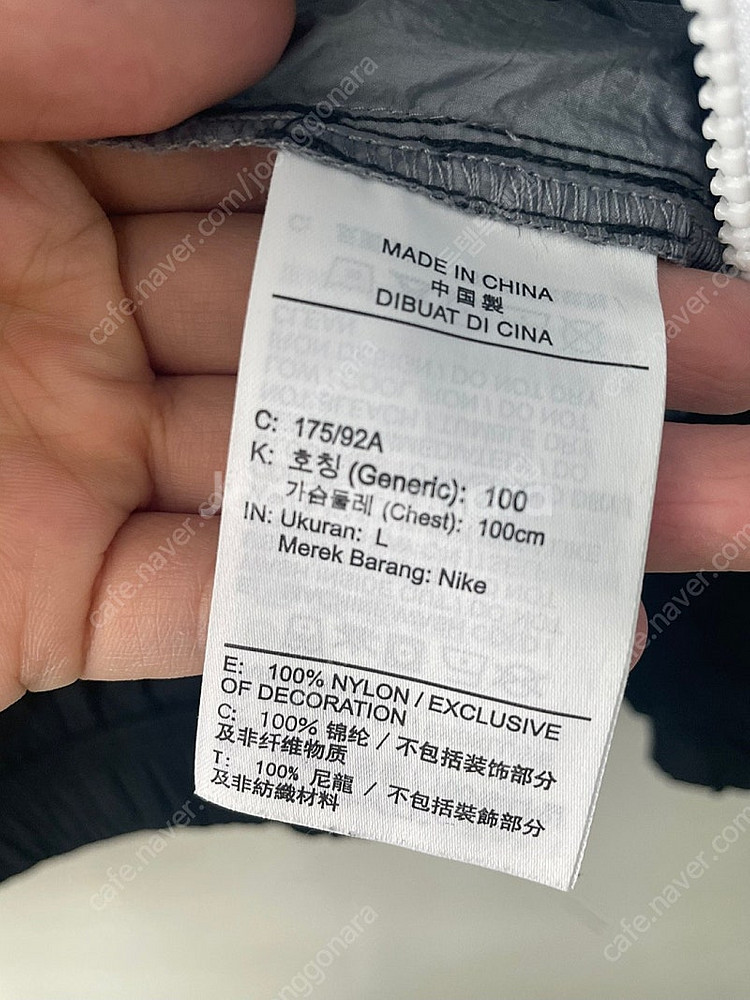 MADE IN CHINA
中国製
DIBUAT DI CINA
C: 175/92A
K: 호칭 (Generic): 100
가슴둘레 (Chest): 100cm
IN: Ukuran: L
Merek Barang: Nike
E: 100% NYLON / EXCLUSIVE
OF DECORATION
C: 100% 锦纶 / 不包括装饰部分
及非纤维物质
T: 100% 尼龍 / 不包括裝飾部分
及非紡織材料
cafe.naver.com/joonggonara